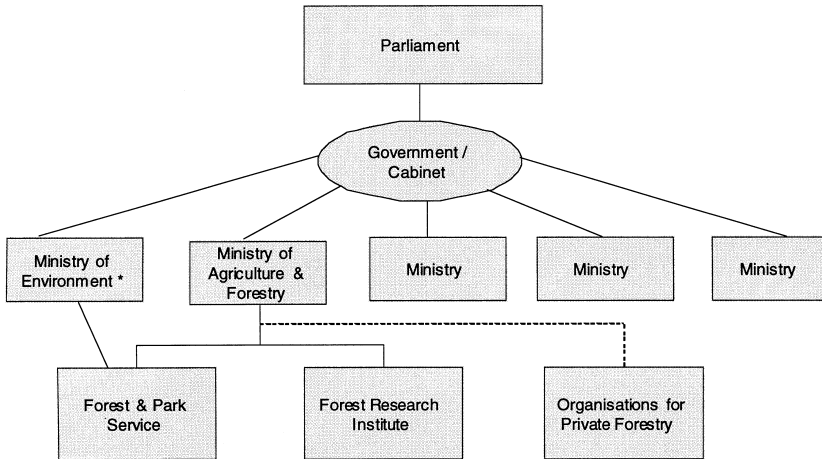 Parliament
Government /
Cabinet
Ministry of
Environment *
Ministry of
Agriculture &
Forestry
Ministry
Ministry
Ministry
Forest & Park
Service
Forest Research
Institute
Organisations for
Private Forestry